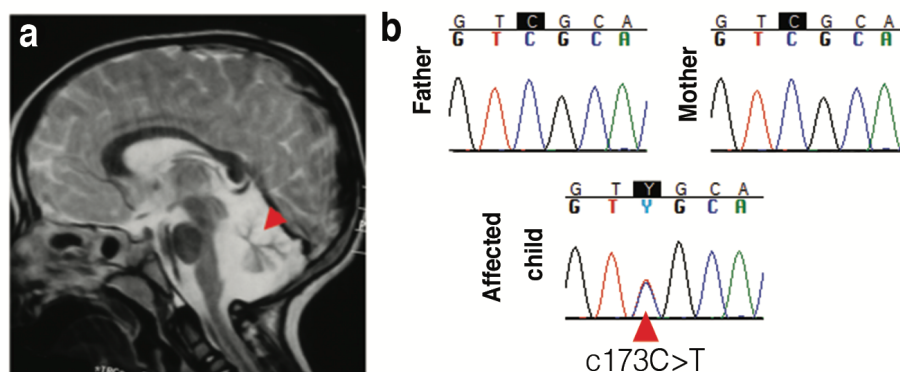 a
b
Father
G T C G C A
G T C G C A
Mother
G T C G C A
G T C G C A
Affected
child
G T Y G C A
G T Y G C A
c173C>T